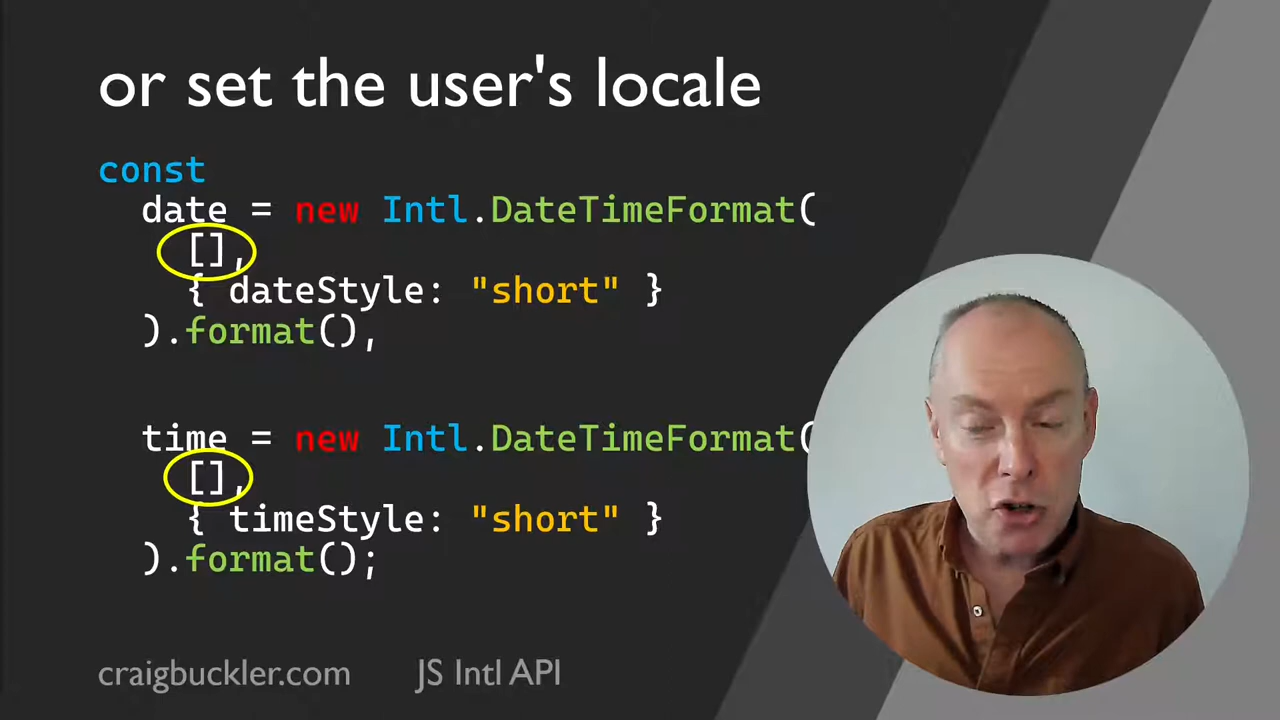 or set the user's locale
const
date = new Intl.DateTimeFormat(
[],
{ dateStyle: "short" }
).format(),
time = new Intl.DateTimeFormat(
[],
{ timeStyle: "short" }
).format();
craigbuckler.com JS Intl API